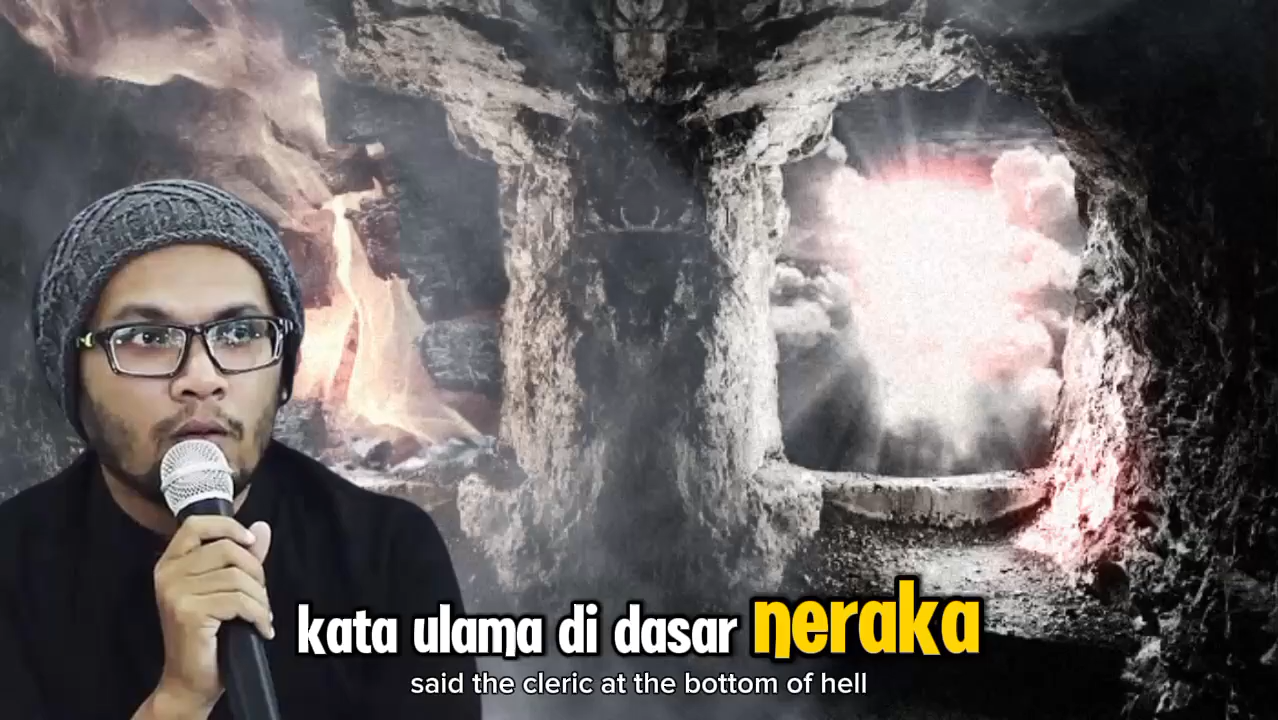 kata ulama di dasar neraka
said the cleric at the bottom of hell